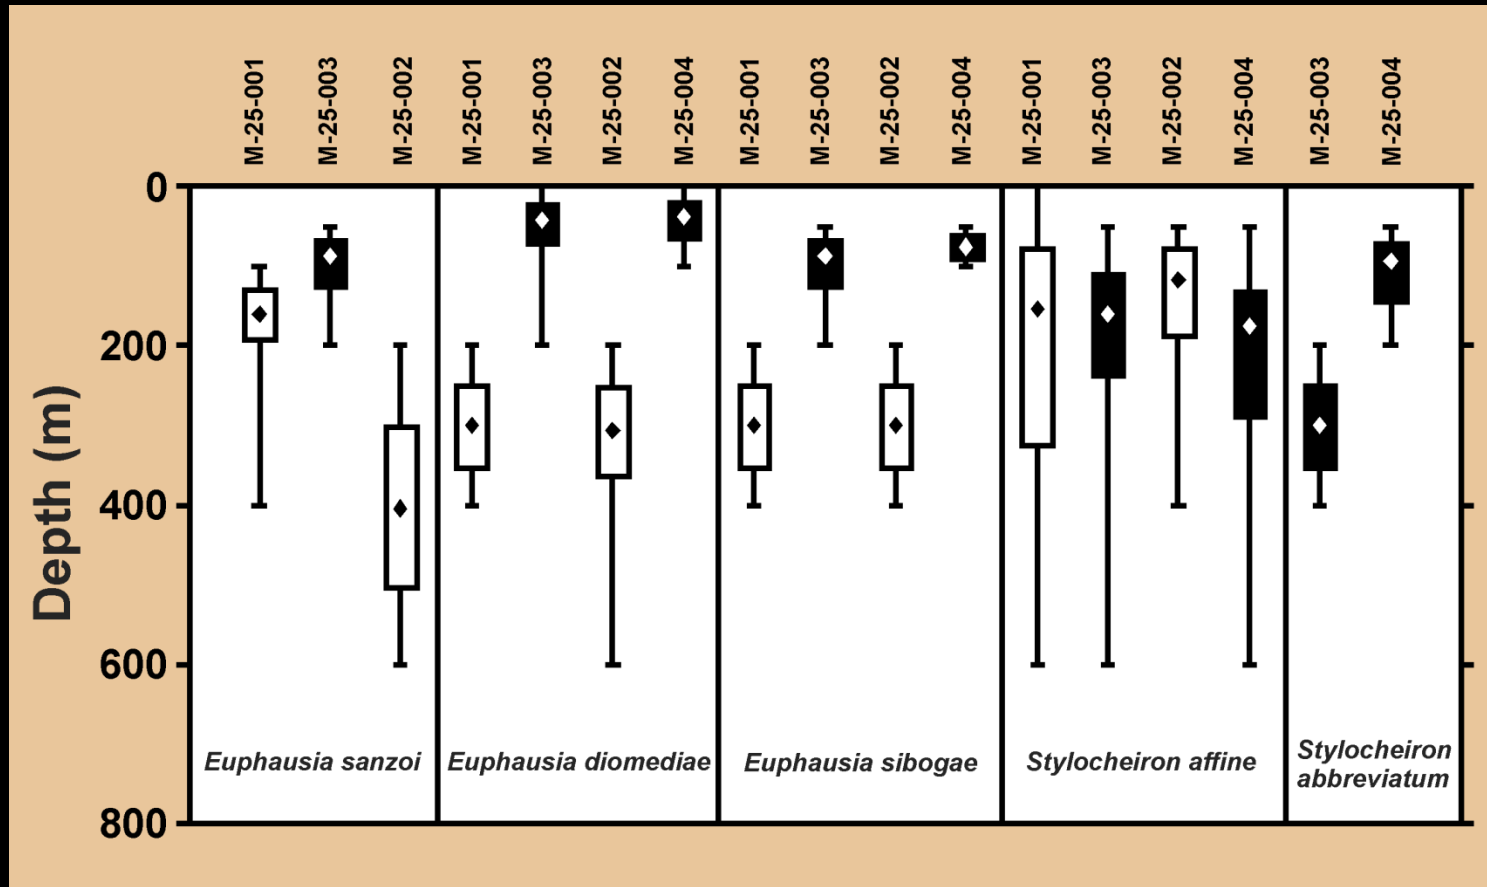 M-25-001
M-25-003
M-25-002
M-25-001
M-25-003
M-25-002
M-25-004
M-25-001
M-25-003
M-25-002
M-25-004
M-25-001
M-25-003
M-25-002
M-25-004
M-25-003
M-25-004
Depth (m)
0
200
400
600
800
Euphausia sanzoi
Euphausia diomediae
Euphausia sibogae
Stylocheiron affine
Stylocheiron
abbreviatum